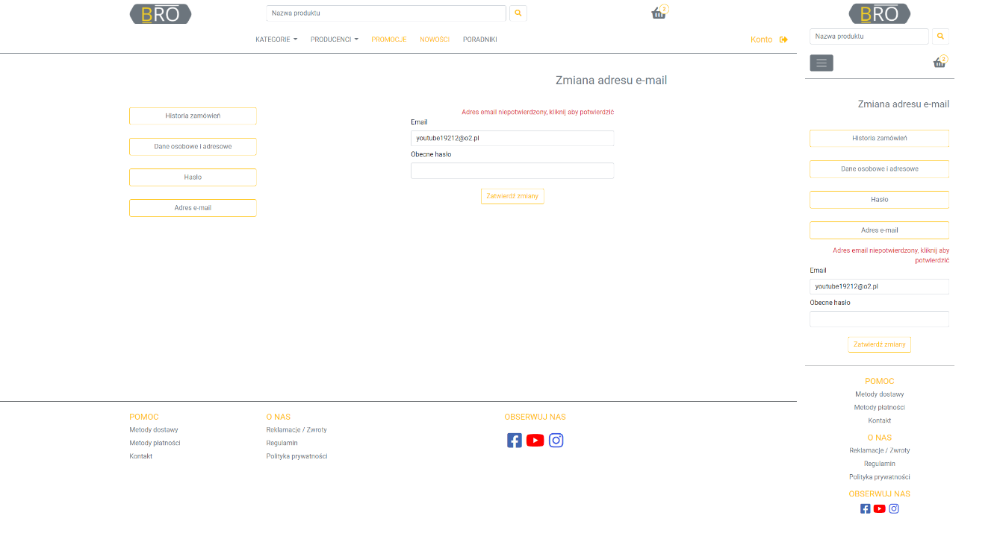 BRO
Nazwa produktu
2
KATEGORIE
PRODUCENCI
PROMOCJE
NOWOŚCI
PORADNIKI
Konto
Zmiana adresu e-mail
Historia zamówień
Dane osobowe i adresowe
Hasło
Adres e-mail
Adres email niepotwierdzony, kliknij aby potwierdzić
Email
youtube19212@o2.pl
Obecne hasło
Zatwierdź zmiany
POMOC
Metody dostawy
Metody płatności
Kontakt
O NAS
Reklamacje / Zwroty
Regulamin
Polityka prywatności
OBSERWUJ NAS
BRO
Nazwa produktu
2
Zmiana adresu e-mail
Historia zamówień
Dane osobowe i adresowe
Hasło
Adres e-mail
Adres email niepotwierdzony, kliknij aby
potwierdzić
Email
youtube19212@o2.pl
Obecne hasło
Zatwierdź zmiany
POMOC
Metody dostawy
Metody płatności
Kontakt
O NAS
Reklamacje / Zwroty
Regulamin
Polityka prywatności
OBSERWUJ NAS